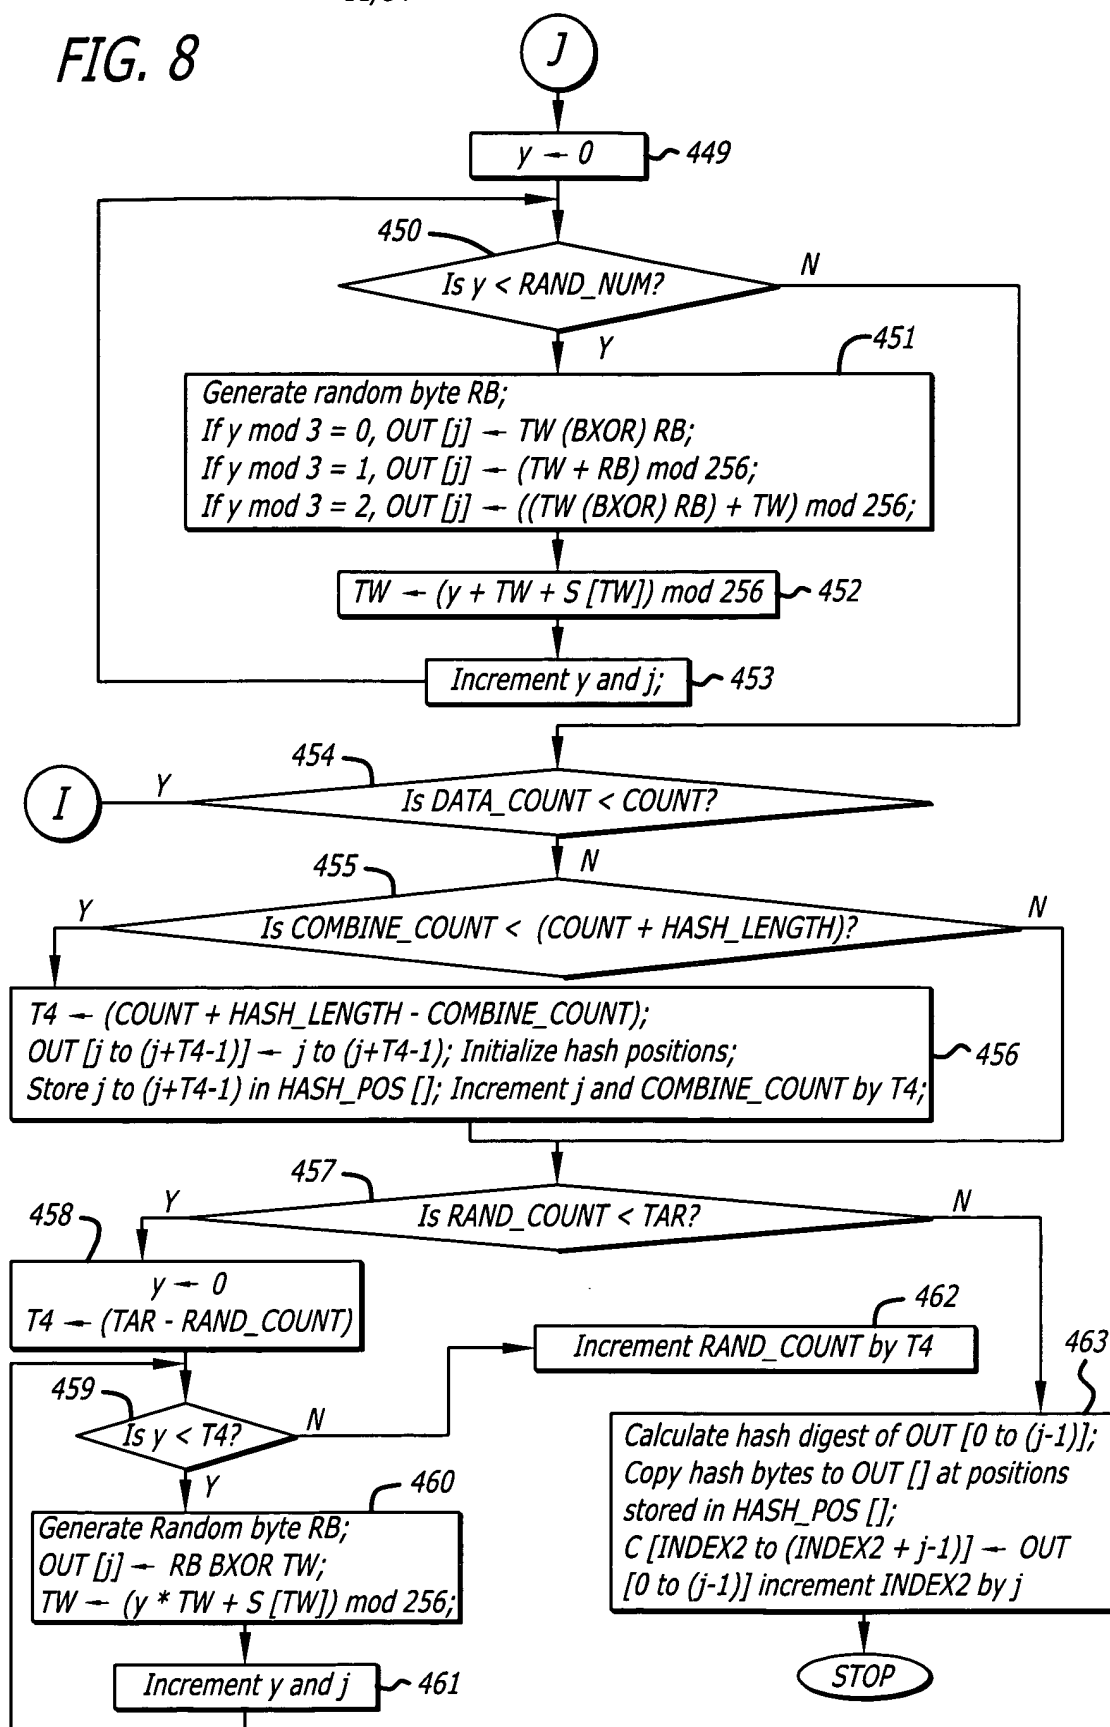 FIG. 8
J
y ← 0
449
450
Is y < RAND_NUM?
N
Y
451
Generate random byte RB;
If y mod 3 = 0, OUT [j] ← TW (BXOR) RB;
If y mod 3 = 1, OUT [j] ← (TW + RB) mod 256;
If y mod 3 = 2, OUT [j] ← ((TW (BXOR) RB) + TW) mod 256;
TW ← (y + TW + S [TW]) mod 256
452
Increment y and j;
453
454
I
Y
Is DATA_COUNT < COUNT?
N
455
Y
Is COMBINE_COUNT < (COUNT + HASH_LENGTH)?
N
T4 ← (COUNT + HASH_LENGTH - COMBINE_COUNT);
OUT [j to (j+T4-1)] ← j to (j+T4-1); Initialize hash positions;
Store j to (j+T4-1) in HASH_POS []; Increment j and COMBINE_COUNT by T4;
456
457
Y
Is RAND_COUNT < TAR?
N
458
y ← 0
T4 ← (TAR - RAND_COUNT)
462
Increment RAND_COUNT by T4
463
459
Is y < T4?
N
Y
Calculate hash digest of OUT [0 to (j-1)];
Copy hash bytes to OUT [] at positions
stored in HASH_POS [];
C [INDEX2 to (INDEX2 + j-1)] ← OUT
[0 to (j-1)] increment INDEX2 by j
460
Generate Random byte RB;
OUT [j] ← RB BXOR TW;
TW ← (y * TW + S [TW]) mod 256;
Increment y and j
461
STOP